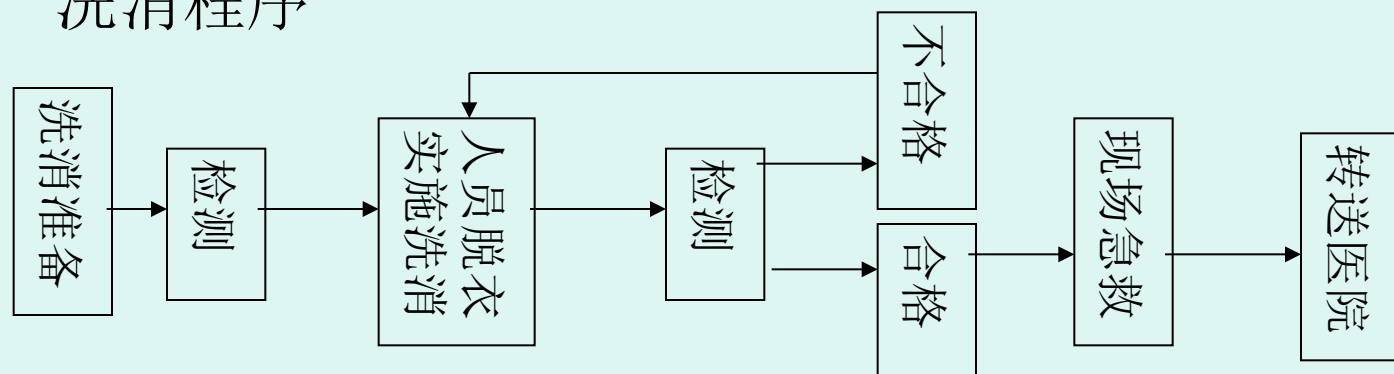 洗消程序
洗消准备
检测
人员脱衣
实施洗消
检测
不合格
合格
现场急救
转送医院